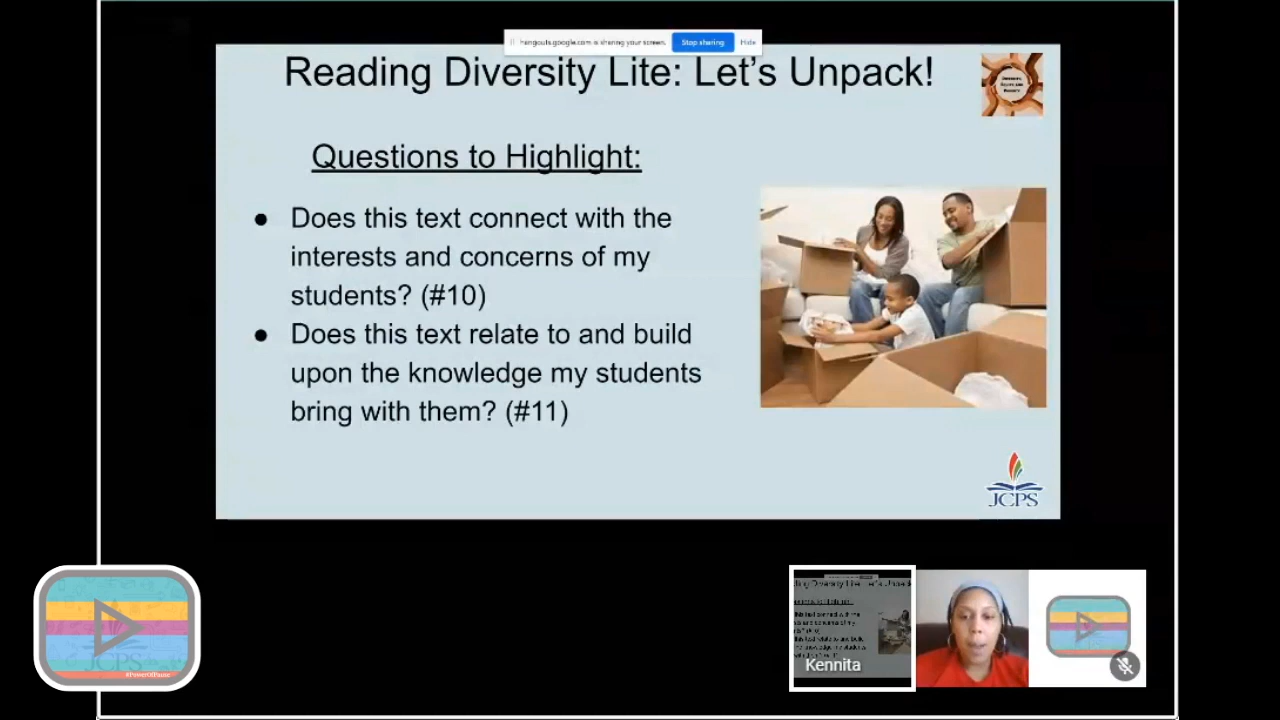 hangouts.google.com is sharing your screen.
Stop sharing
Hide
Reading Diversity Lite: Let's Unpack!
Questions to Highlight:
● Does this text connect with the
interests and concerns of my
students? (#10)
● Does this text relate to and build
upon the knowledge my students
bring with them? (#11)
JCPS
JCPS
Kennita